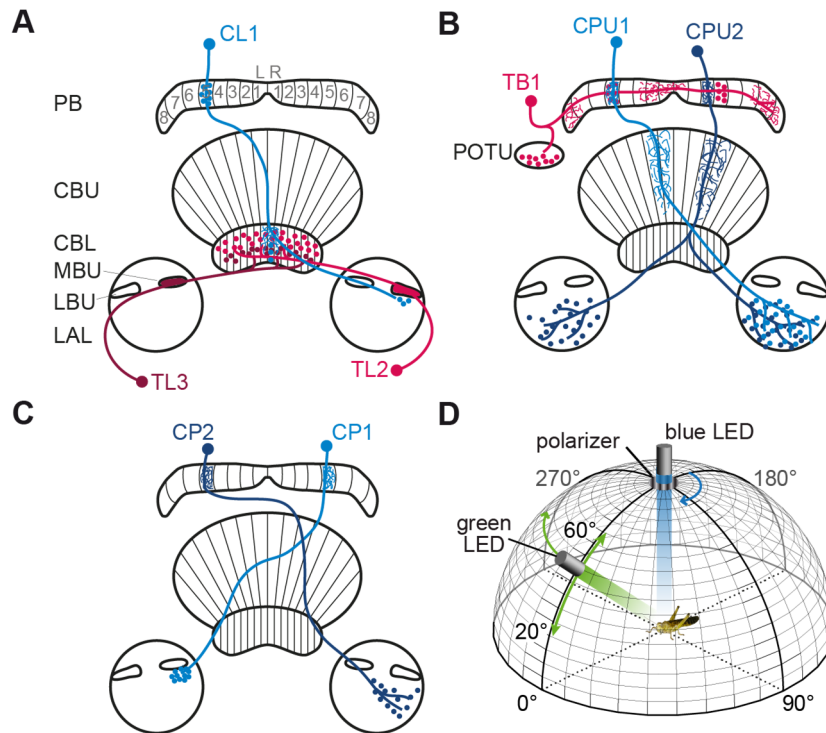 A
CL1
L R
8 7 6 4 3 2 1 1 2 3 4 5 6 7 8
PB
CBU
CBL
MBU
LBU
LAL
TL3
TL2
B
CPU1
CPU2
TB1
POTU
C
CP2
CP1
D
blue LED
polarizer
270°
180°
green
LED
60°
20°
0°
90°